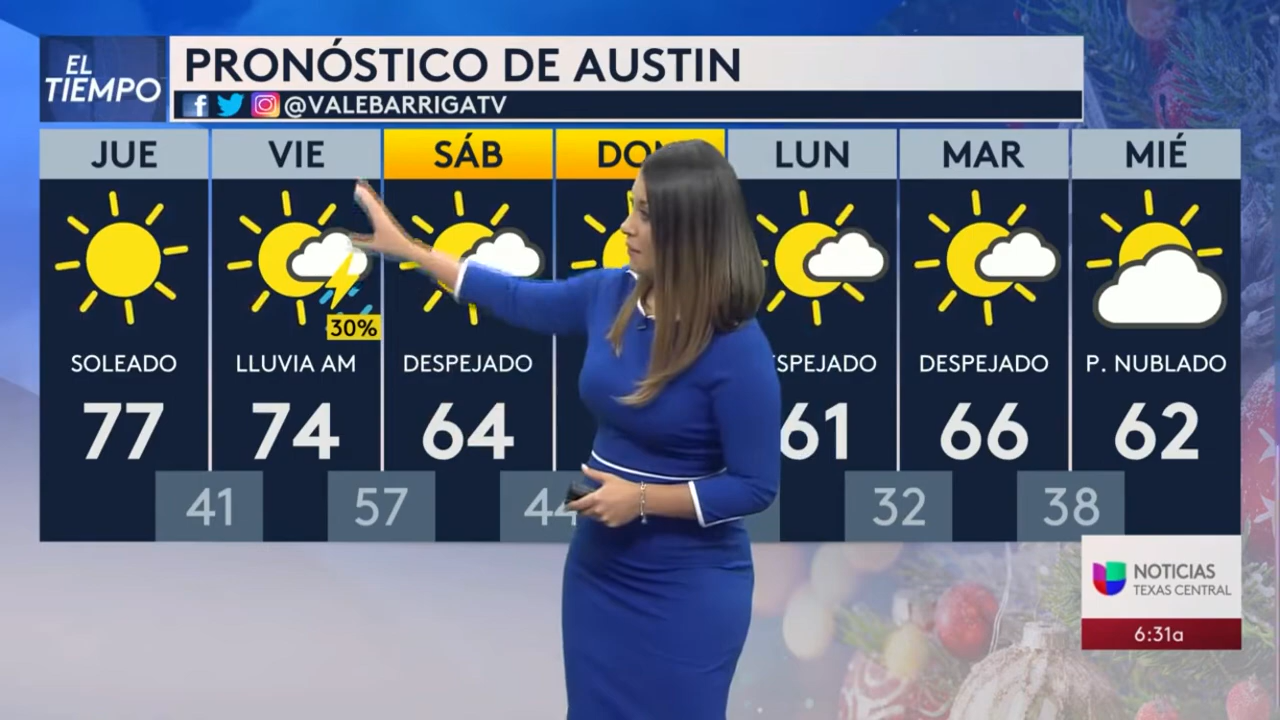 EL TIEMPO
PRONÓSTICO DE AUSTIN
@VALEBARRIGATV
JUE VIE SÁB LUN MAR MIÉ
30%
SOLEADO LLUVIA AM DESPEJADO DESPEJADO P. NUBLADO
77 74 64 61 66 62
41 57 44 32 38
NOTICIAS
TEXAS CENTRAL
6:31a